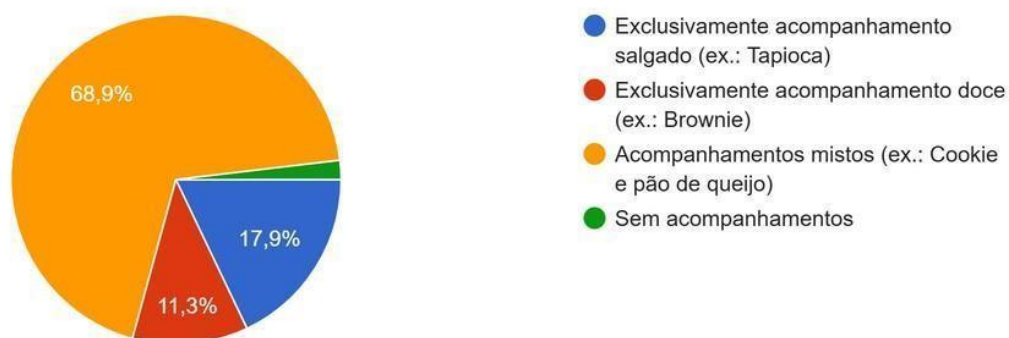 68,9%
17,9%
11,3%
Exclusivamente acompanhamento
salgado (ex.: Tapioca)
Exclusivamente acompanhamento doce
(ex.: Brownie)
Acompanhamentos mistos (ex.: Cookie
e pão de queijo)
Sem acompanhamentos